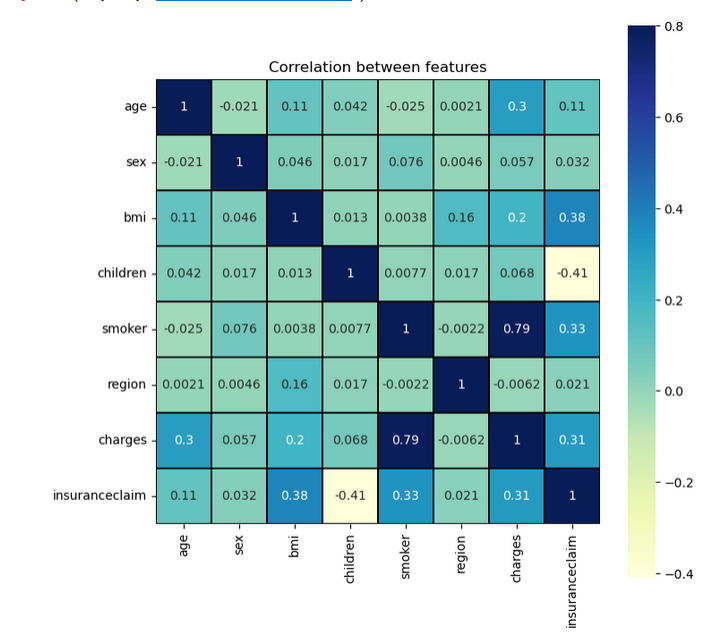 Correlation between features
0.8
age 1 -0.021 0.11 0.042 -0.025 0.0021 0.3 0.11
0.6
sex -0.021 1 0.046 0.017 0.076 0.0046 0.057 0.032
bmi 0.11 0.046 1 0.013 0.0038 0.16 0.2 0.38
0.4
children 0.042 0.017 0.013 1 0.0077 0.017 0.068 -0.41
0.2
smoker -0.025 0.076 0.0038 0.0077 1 -0.0022 0.79 0.33
region 0.0021 0.0046 0.16 0.017 -0.0022 1 -0.0062 0.021
0.0
charges 0.3 0.057 0.2 0.068 0.79 -0.0062 1 0.31
−0.2
insuranceclaim 0.11 0.032 0.38 -0.41 0.33 0.021 0.31 1
−0.4
age sex bmi children smoker region charges insuranceclaim